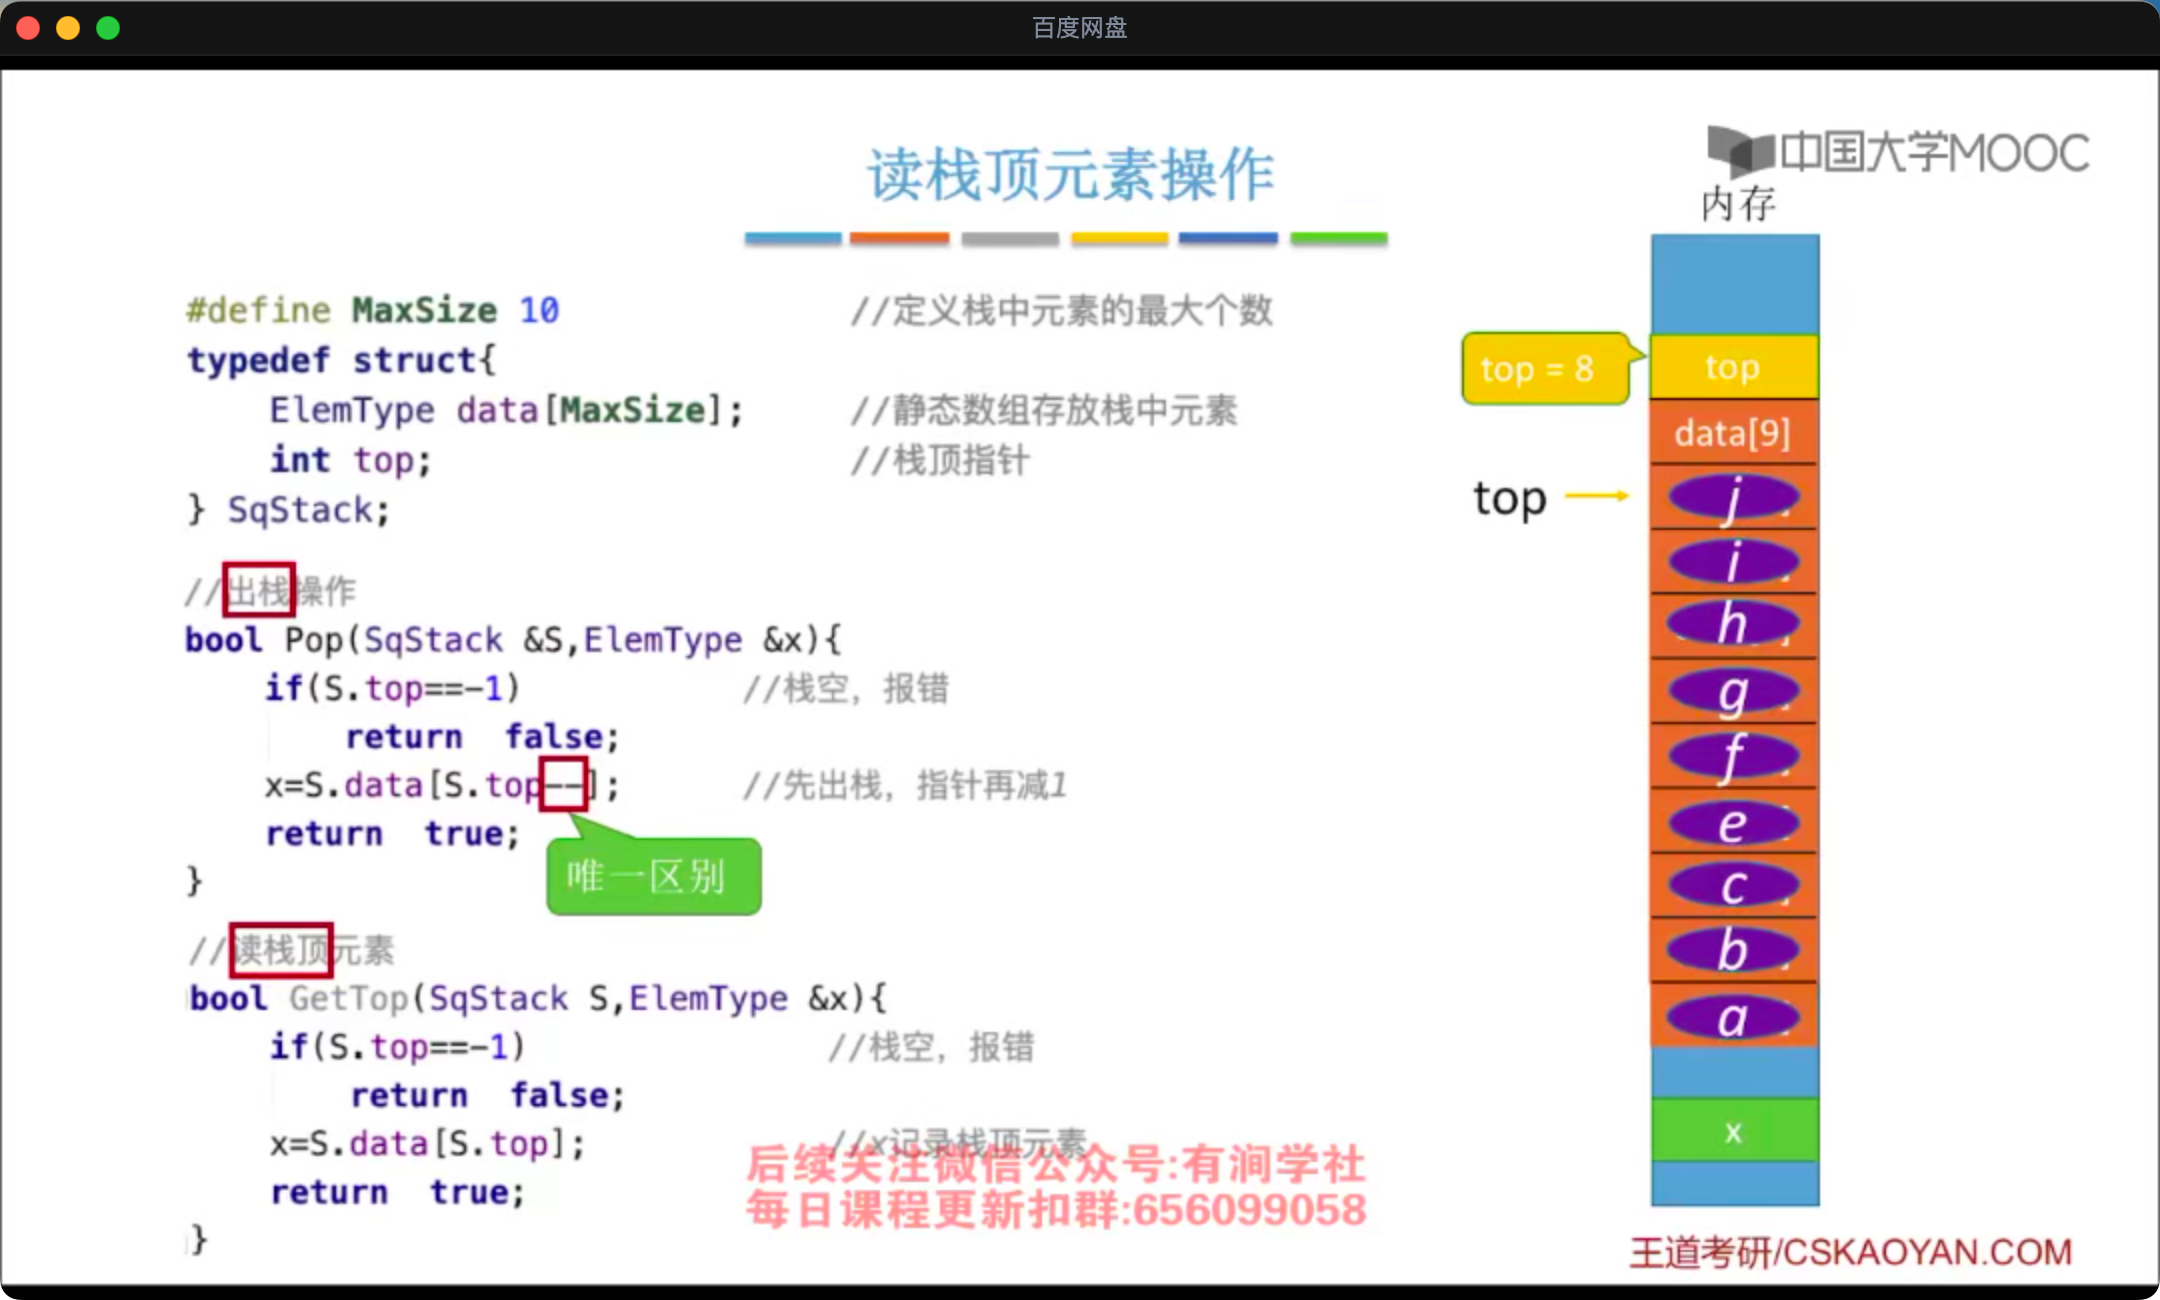 百度网盘
中国大学MOOC
读栈顶元素操作
#define MaxSize 10 //定义栈中元素的最大个数
typedef struct{
ElemType data[MaxSize]; //静态数组存放栈中元素
int top; //栈顶指针
} SqStack;
//出栈操作
bool Pop(SqStack &S,ElemType &x){
if(S.top==-1) //栈空，报错
return false;
x=S.data[S.top--]; //先出栈，指针再减1
return true;
唯一区别
}
//读栈顶元素
bool GetTop(SqStack S,ElemType &x){
if(S.top==-1) //栈空，报错
return false;
x=S.data[S.top]; //x记录栈顶元素
return true;
}
内存
top = 8
top
data[9]
top
j
i
h
g
f
e
c
b
a
x
后续关注微信公众号:有涧学社
每日课程更新扣群:656099058
王道考研/CSKAOYAN.COM